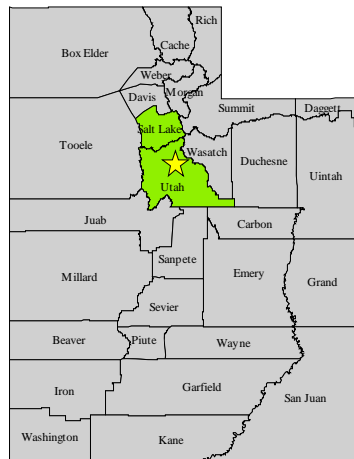 Rich
Cache
Box Elder
Weber
Morgan
Davis
Summit
Daggett
Salt Lake
Tooele
Wasatch
Duchesne
Uintah
Utah
Juab
Carbon
Sanpete
Millard
Emery
Grand
Sevier
Beaver
Piute
Wayne
Iron
Garfield
San Juan
Washington
Kane